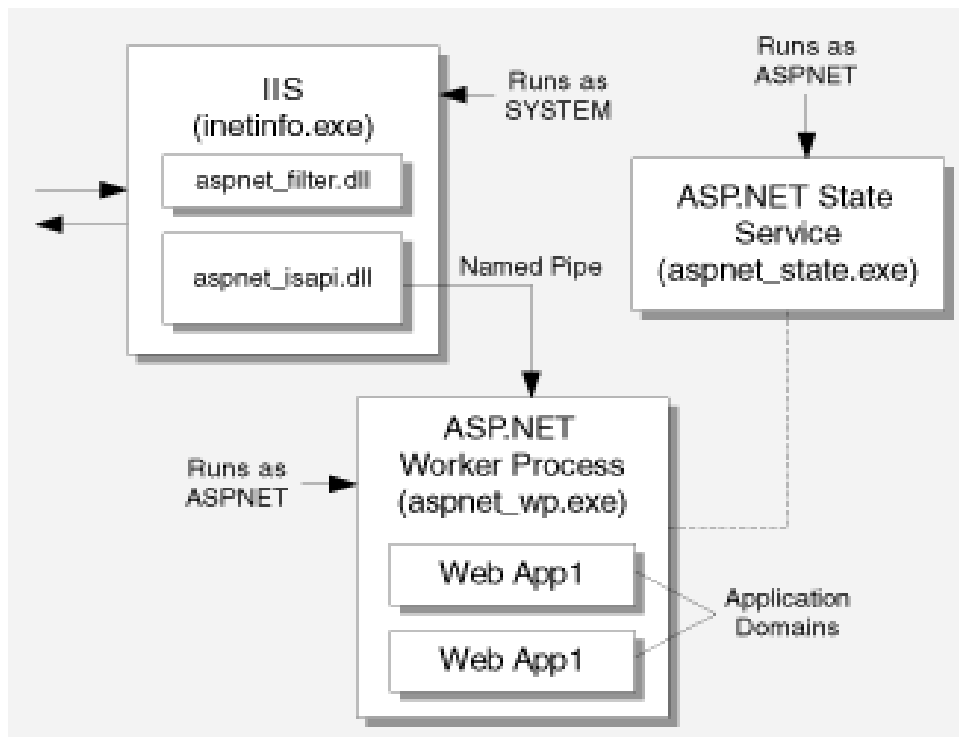 IIS
(inetinfo.exe)
aspnet_filter.dll
aspnet_isapi.dll
Runs as
SYSTEM
Runs as
ASPNET
ASP.NET State
Service
(aspnet_state.exe)
Named Pipe
ASP.NET
Worker Process
(aspnet_wp.exe)
Runs as
ASPNET
Web App1
Web App1
Application
Domains